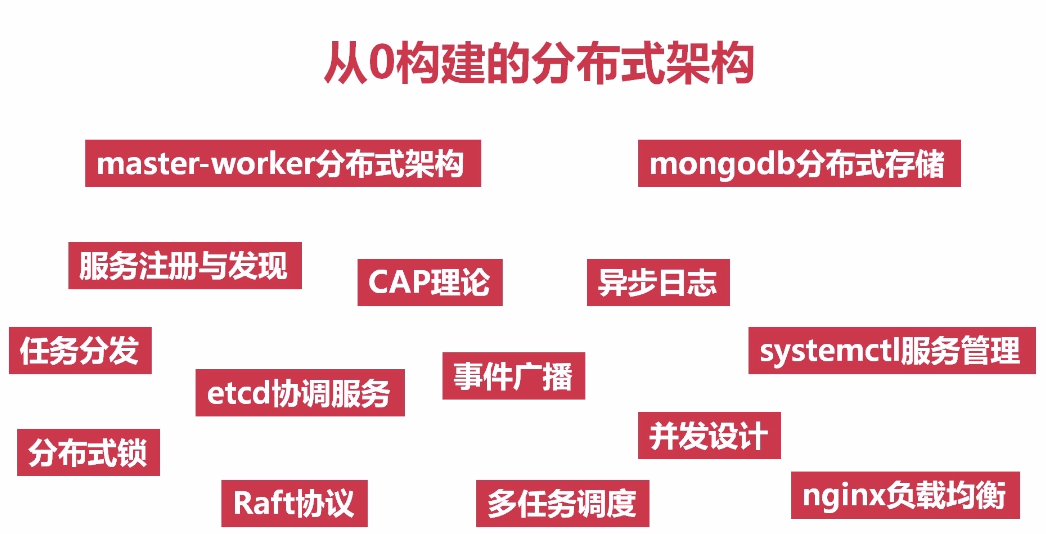 从0构建的分布式架构
master-worker分布式架构
mongodb分布式存储
服务注册与发现
CAP理论
异步日志
任务分发
systemctl服务管理
事件广播
etcd协调服务
并发设计
分布式锁
Raft协议
多任务调度
nginx负载均衡